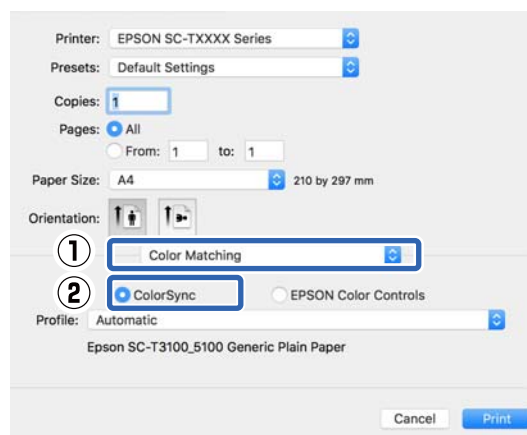 Printer: EPSON SC-TXXXX Series
Presets: Default Settings
Copies: 1
Pages: All
From: 1 to: 1
Paper Size: A4 210 by 297 mm
Orientation:
① Color Matching
② ColorSync EPSON Color Controls
Profile: Automatic
Epson SC-T3100_5100 Generic Plain Paper
Cancel Print